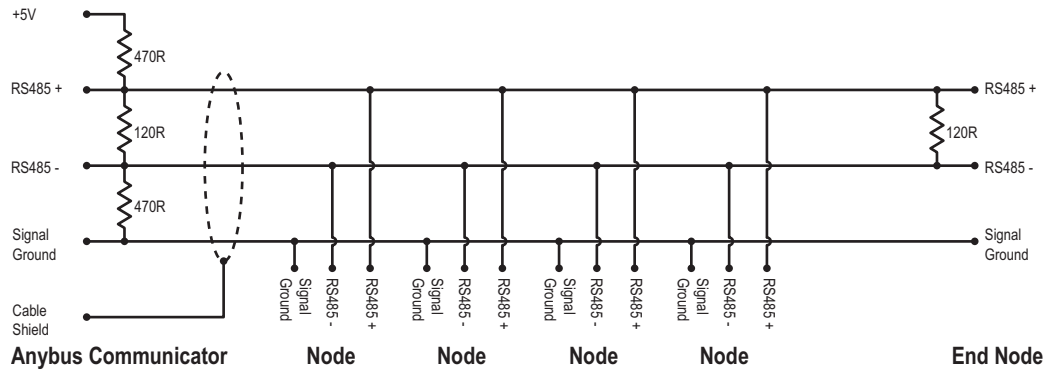 +5V
470R
RS485 +
RS485 +
120R
120R
RS485 -
RS485 -
470R
Signal
Ground
Signal
Ground
Signal
Ground
RS485 -
RS485 +
Signal
Ground
RS485 -
RS485 +
Signal
Ground
RS485 -
RS485 +
Signal
Ground
RS485 -
RS485 +
Cable
Shield
Anybus Communicator
Node
Node
Node
Node
End Node